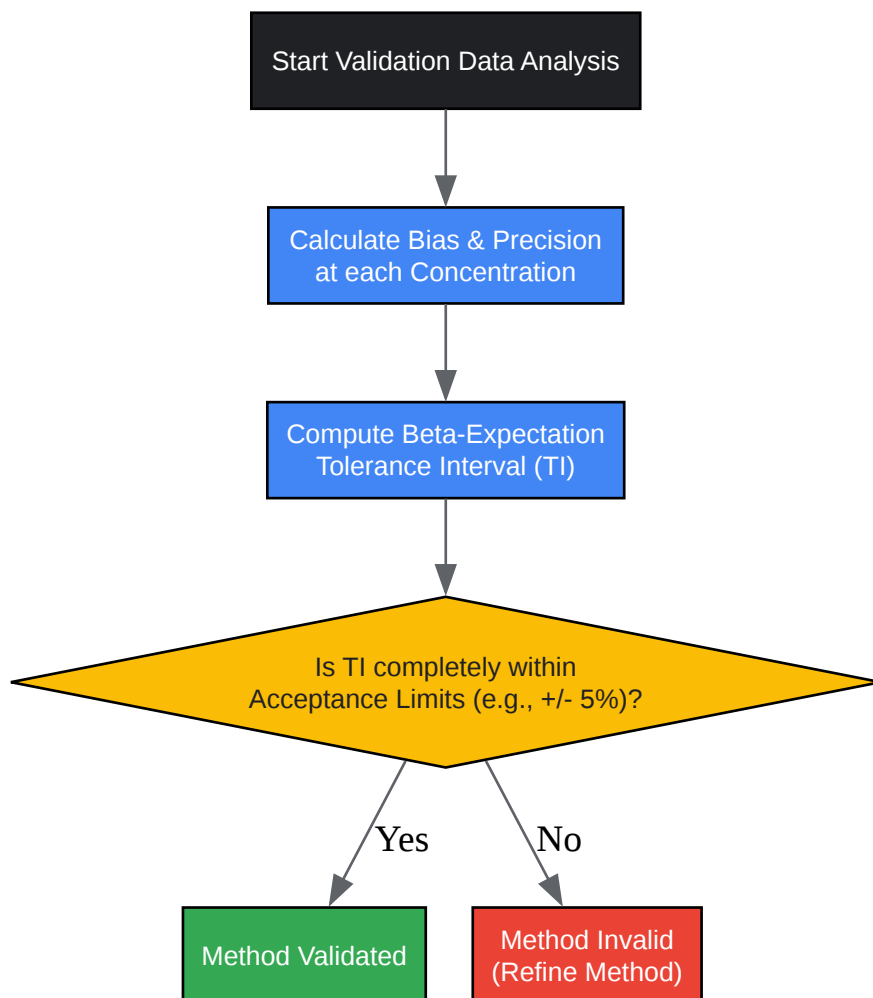 Start Validation Data Analysis
Calculate Bias & Precision
at each Concentration
Compute Beta-Expectation
Tolerance Interval (TI)
Is TI completely within
Acceptance Limits (e.g., +/- 5%)?
Yes
No
Method Validated
Method Invalid
(Refine Method)